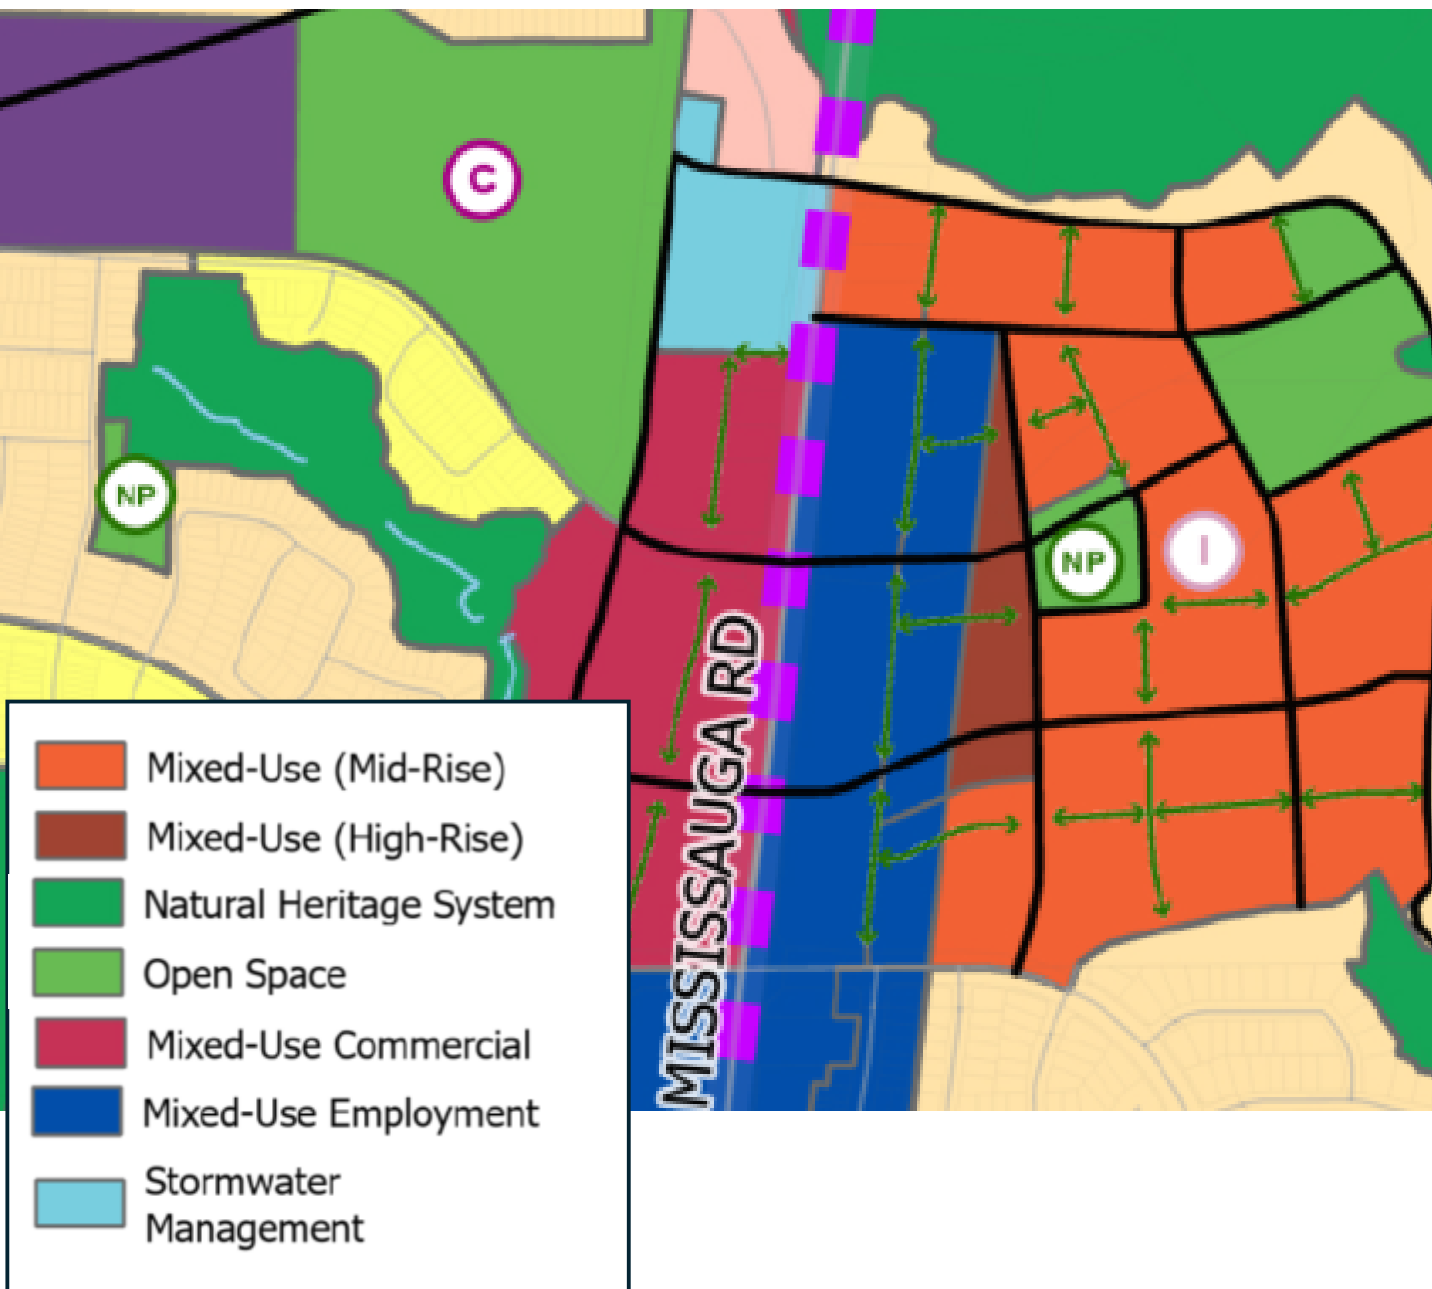 C
NP
NP
I
MISSISSAUGA RD
Mixed-Use (Mid-Rise)
Mixed-Use (High-Rise)
Natural Heritage System
Open Space
Mixed-Use Commercial
Mixed-Use Employment
Stormwater
Management